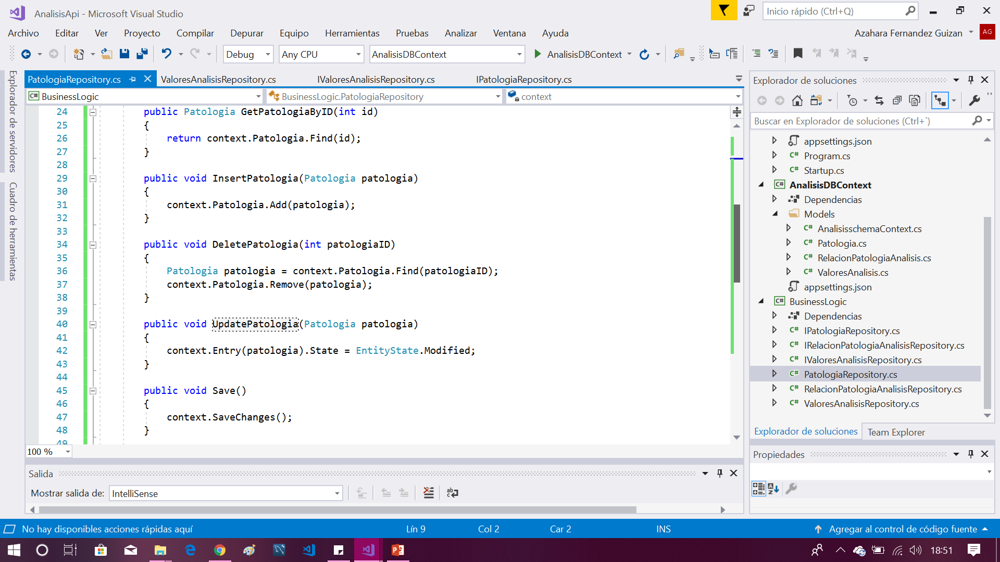 AnalisisApi - Microsoft Visual Studio
Inicio rápido (Ctrl+Q)
Archivo Editar Ver Proyecto Compilar Depurar Equipo Herramientas Pruebas Analizar Ventana Ayuda
Azahara Fernandez Guizan AG
Debug Any CPU AnalisisDBContext AnalisisDBContext
Explorador de servidores
Cuadro de herramientas
PatologiaRepository.cs ValoresAnalisisRepository.cs IValoresAnalisisRepository.cs IPatologiaRepository.cs
BusinessLogic BusinessLogic.PatologiaRepository context
24 public Patologia GetPatologiaByID(int id)
25 {
26 return context.Patologia.Find(id);
27 }
28
29 public void InsertPatologia(Patologia patologia)
30 {
31 context.Patologia.Add(patologia);
32 }
33
34 public void DeletePatologia(int patologiaID)
35 {
36 Patologia patologia = context.Patologia.Find(patologiaID);
37 context.Patologia.Remove(patologia);
38 }
39
40 public void UpdatePatologia(Patologia patologia)
41 {
42 context.Entry(patologia).State = EntityState.Modified;
43 }
44
45 public void Save()
46 {
47 context.SaveChanges();
48 }
49
100 %
Salida
Mostrar salida de: IntelliSense
Explorador de soluciones
Buscar en Explorador de soluciones (Ctrl+`)
appsettings.json
C# Program.cs
C# Startup.cs
C# AnalisisDBContext
Dependencias
Models
C# AnalisisschemaContext.cs
C# Patologia.cs
C# RelacionPatologiaAnalisis.cs
C# ValoresAnalisis.cs
appsettings.json
C# BusinessLogic
Dependencias
C# IPatologiaRepository.cs
C# IRelacionPatologiaAnalisisRepository.cs
C# IValoresAnalisisRepository.cs
C# PatologiaRepository.cs
C# RelacionPatologiaAnalisisRepository.cs
C# ValoresAnalisisRepository.cs
Explorador de soluciones Team Explorer
Propiedades
No hay disponibles acciones rápidas aquí Lín 9 Col 2 Car 2 INS Agregar al control de código fuente
18:51